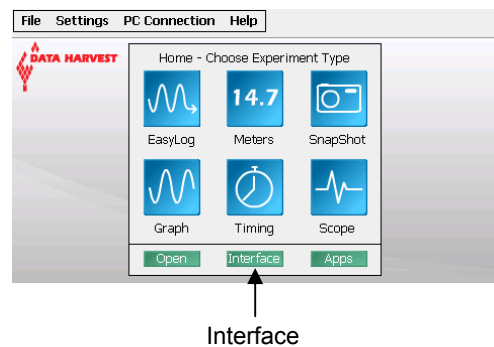 File Settings PC Connection Help
DATA HARVEST
Home - Choose Experiment Type
14.7
EasyLog Meters SnapShot
Graph Timing Scope
Open Interface Apps
Interface